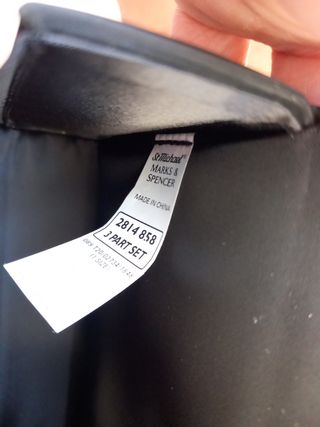 St Michael®
MARKS &
SPENCER
MADE IN CHINA
2814 858
3 PART SET